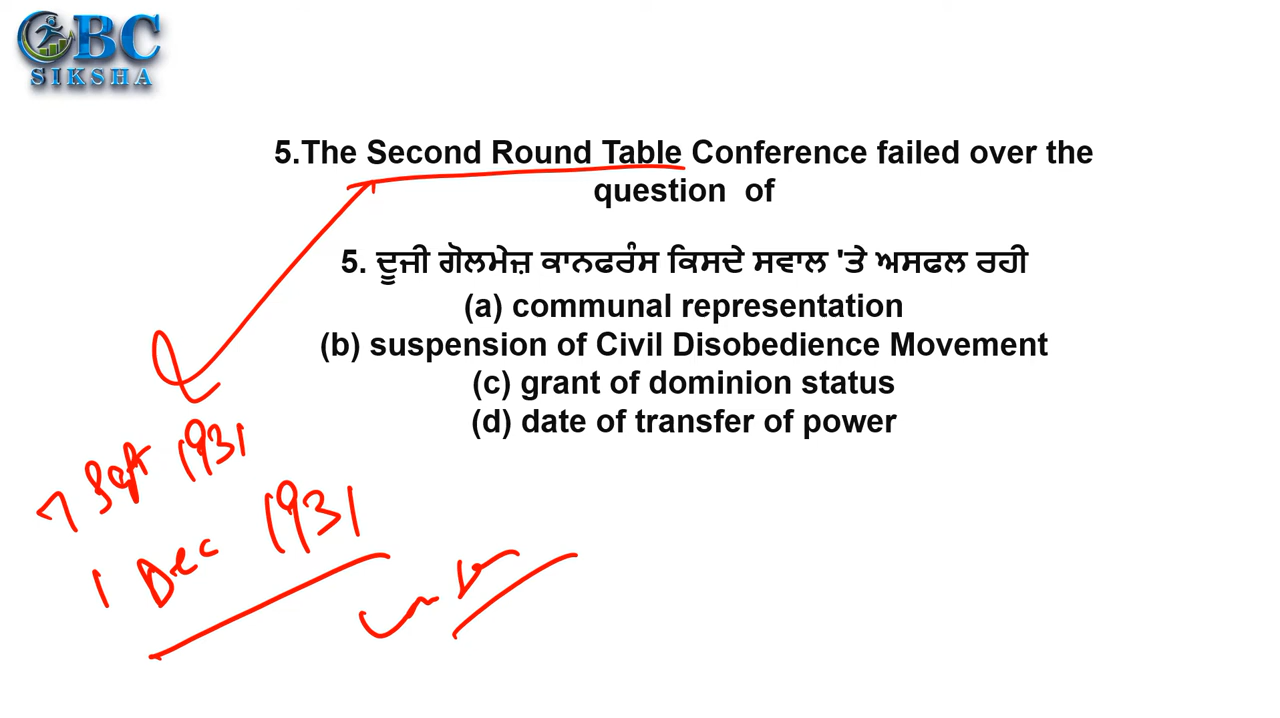 OBC
SIKSHA
5.The Second Round Table Conference failed over the
question of
5. ਦੂਜੀ ਗੋਲਮੇਜ਼ ਕਾਨਫਰੰਸ ਕਿਸਦੇ ਸਵਾਲ 'ਤੇ ਅਸਫਲ ਰਹੀ
(a) communal representation
(b) suspension of Civil Disobedience Movement
(c) grant of dominion status
(d) date of transfer of power
7 Sept 1931
1 Dec 1931